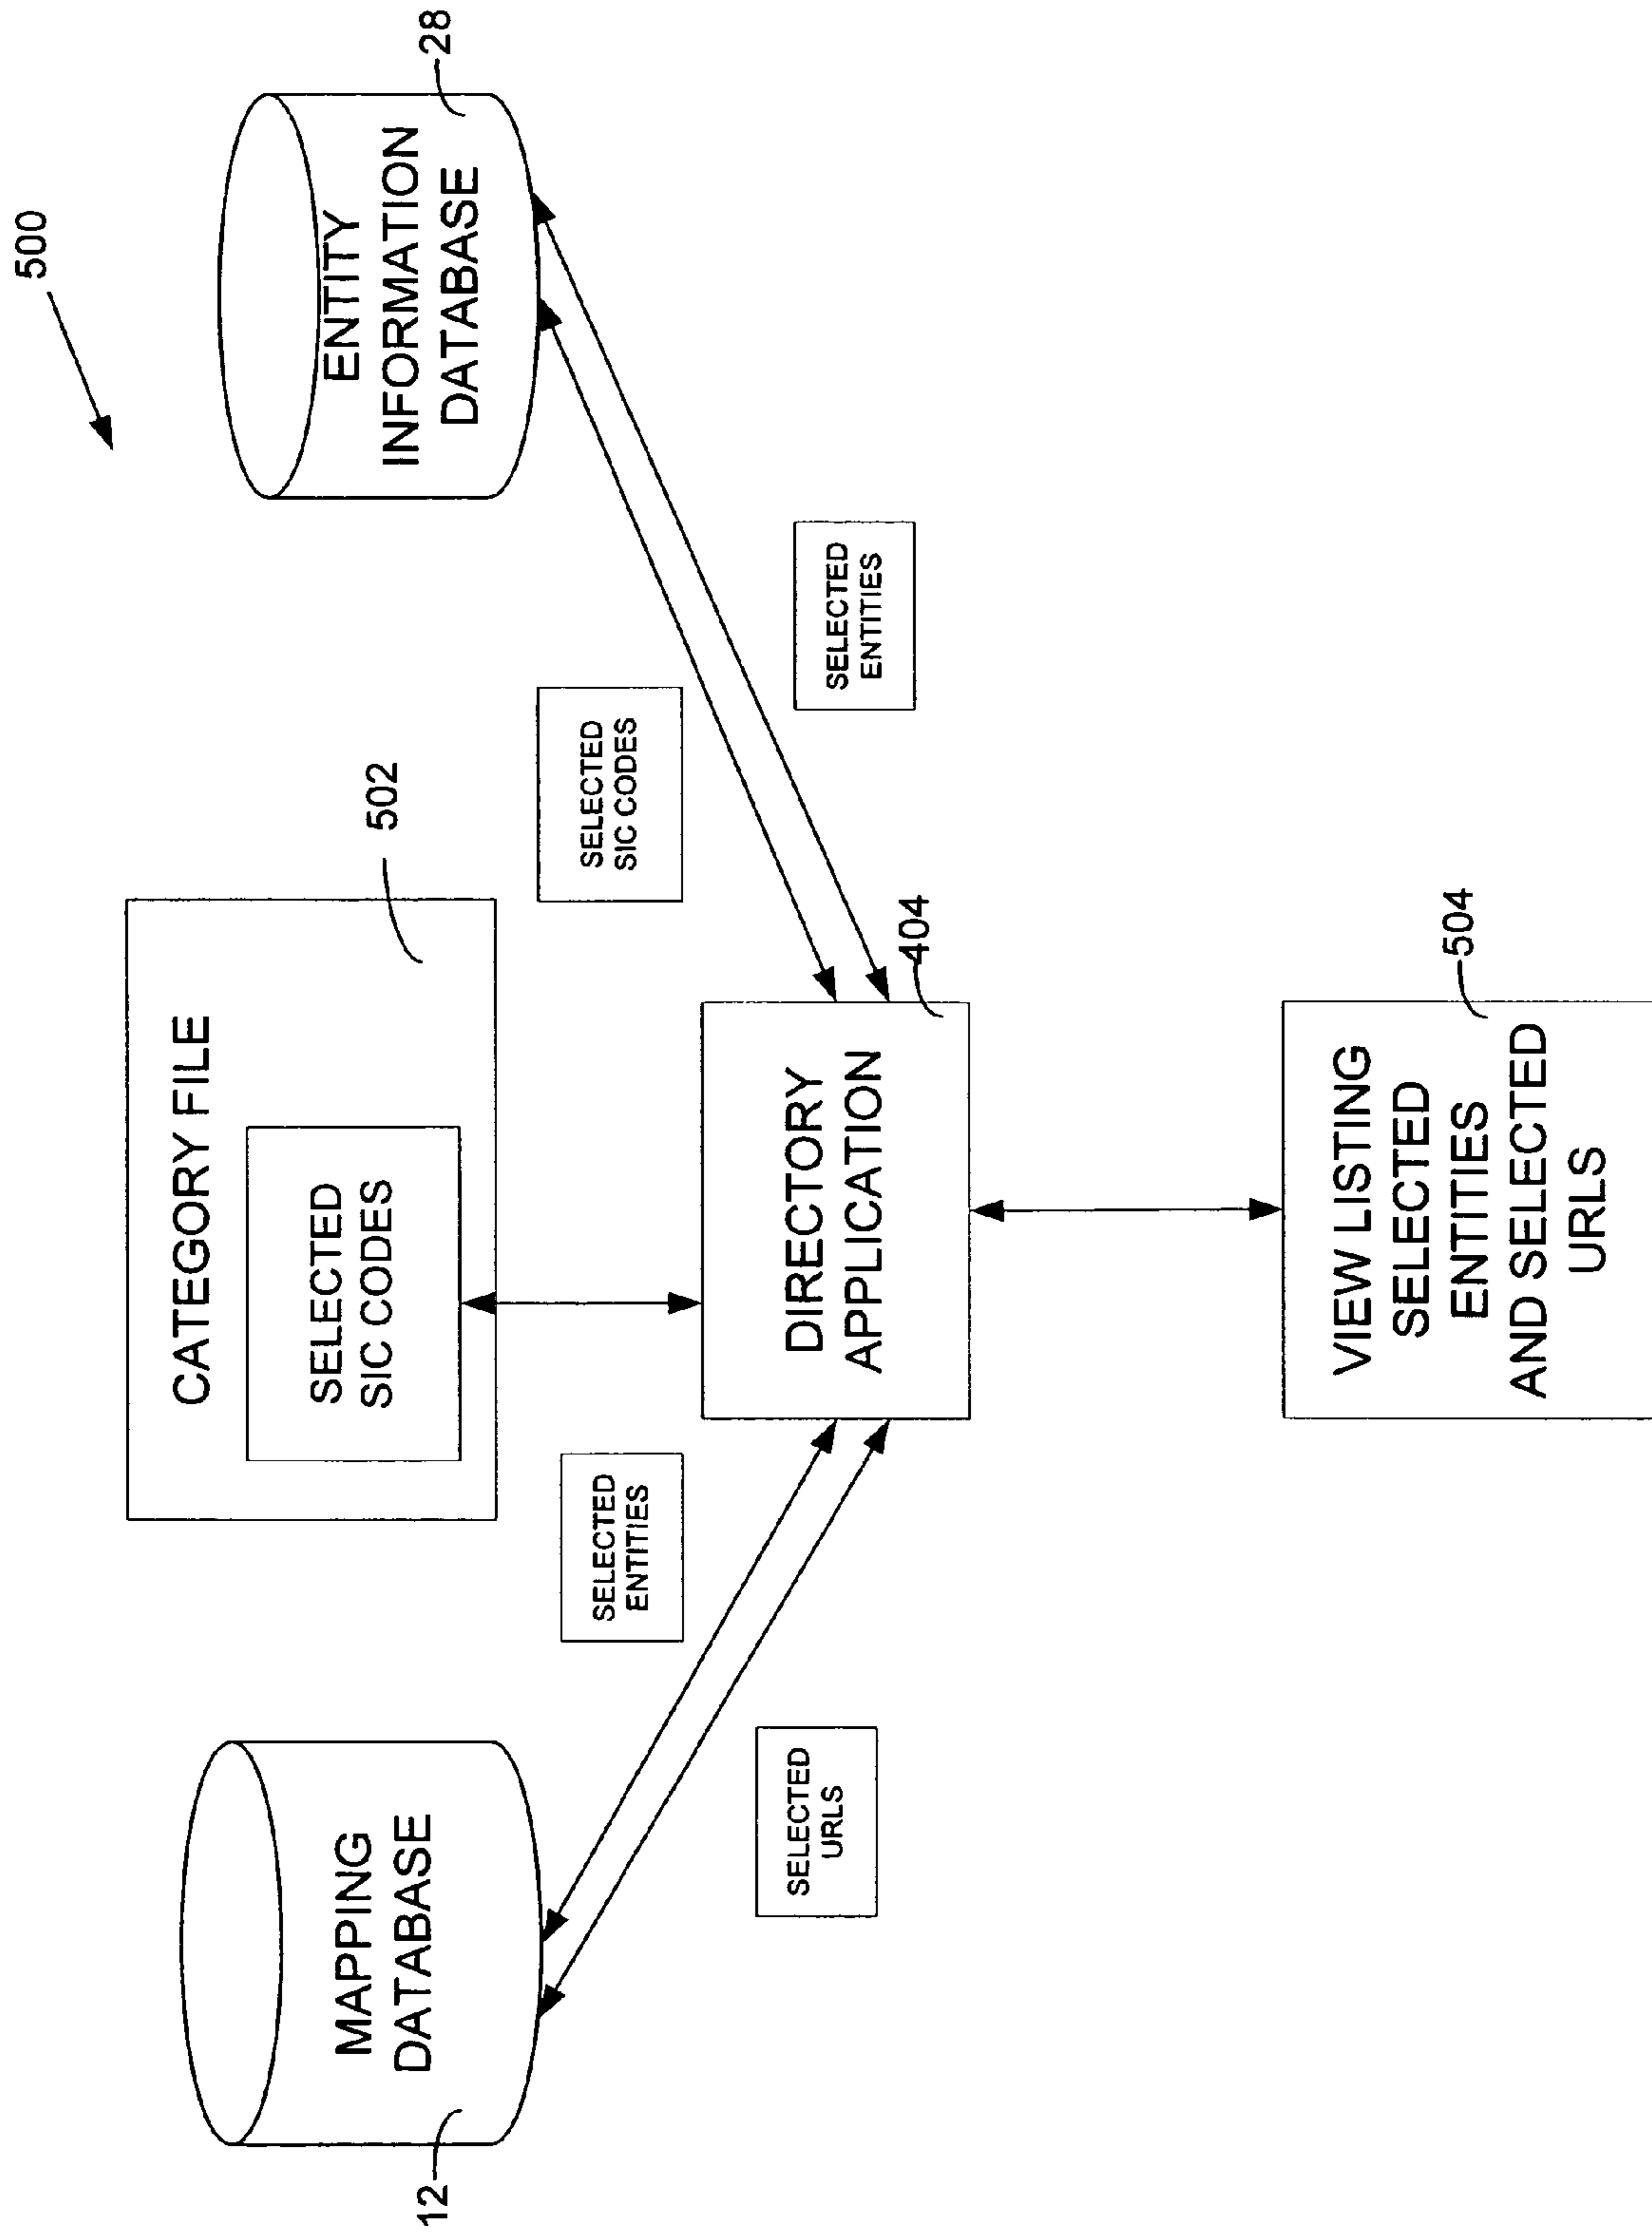 500
MAPPING
DATABASE
12
CATEGORY FILE
SELECTED
SIC CODES
502
ENTITY
INFORMATION
DATABASE
28
SELECTED
ENTITIES
SELECTED
SIC CODES
SELECTED
URLS
SELECTED
ENTITIES
DIRECTORY
APPLICATION
404
VIEW LISTING
SELECTED
ENTITIES
AND SELECTED
URLS
504